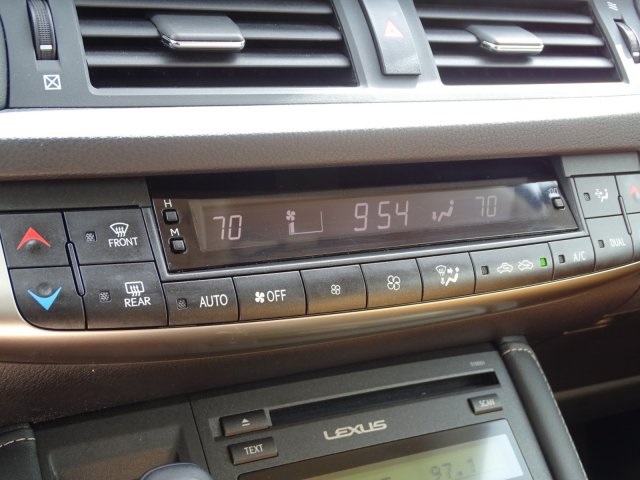 H
M
70
954
70
FRONT
REAR
AUTO
OFF
A/C
DUAL
SCAN
TEXT
LEXUS
97.1